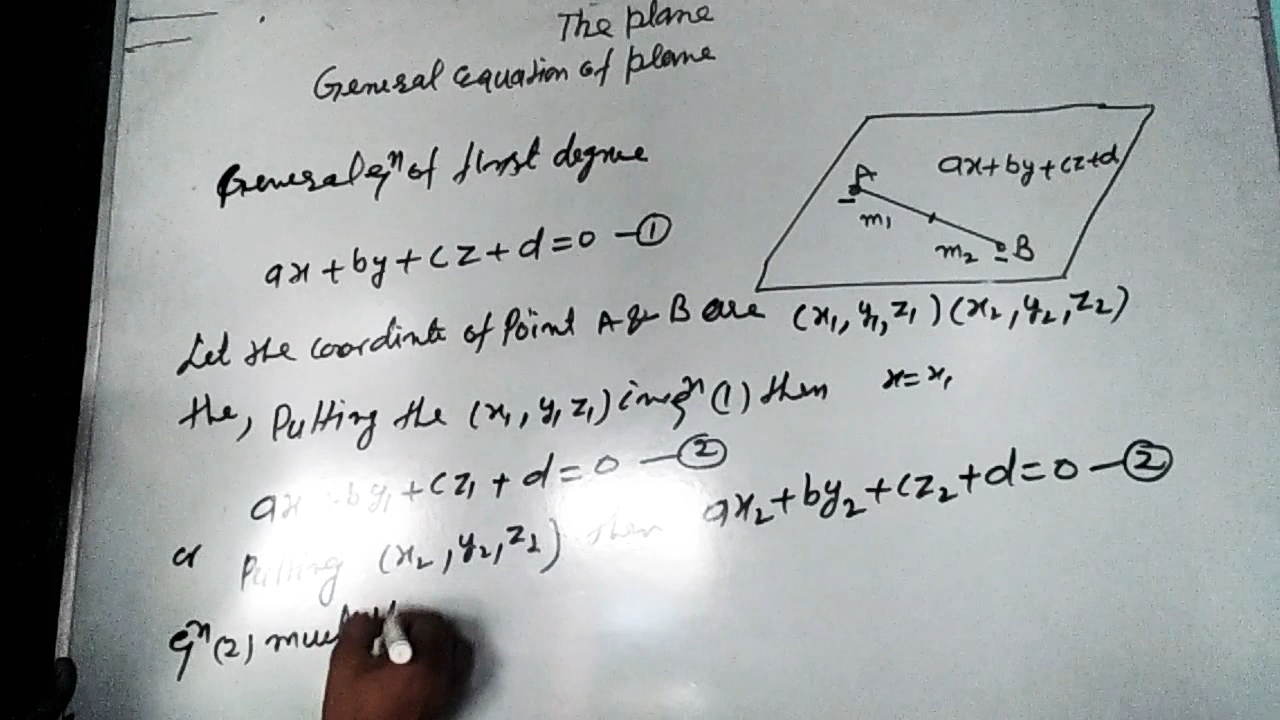 The plane
General equation of plane
General eqⁿ of first degree
ax+by+cz+d=0 —①
A
ax+by+cz+d
m₁
m₂
B
Let the coordinate of Point A & B are (x₁, y₁, z₁) (x₂, y₂, z₂)
the, Putting the (x₁, y₁ z₁) in eqⁿ (1) then x=x₁
ax by₁+cz₁+d=0 —②
Putting (x₂, y₂, z₂) then ax₂+by₂+cz₂+d=0 —②
eqⁿ (2)